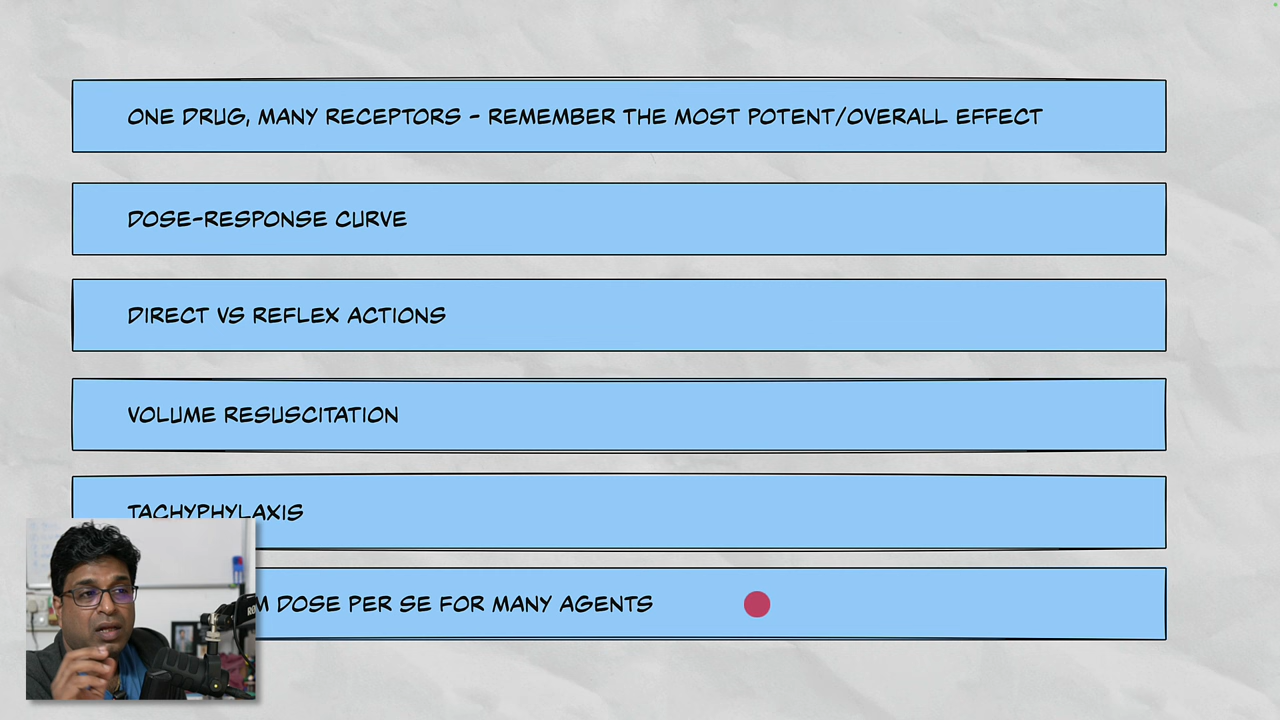 ONE DRUG, MANY RECEPTORS - REMEMBER THE MOST POTENT/OVERALL EFFECT
DOSE-RESPONSE CURVE
DIRECT VS REFLEX ACTIONS
VOLUME RESUSCITATION
TACHYPHYLAXIS
DOSE PER SE FOR MANY AGENTS